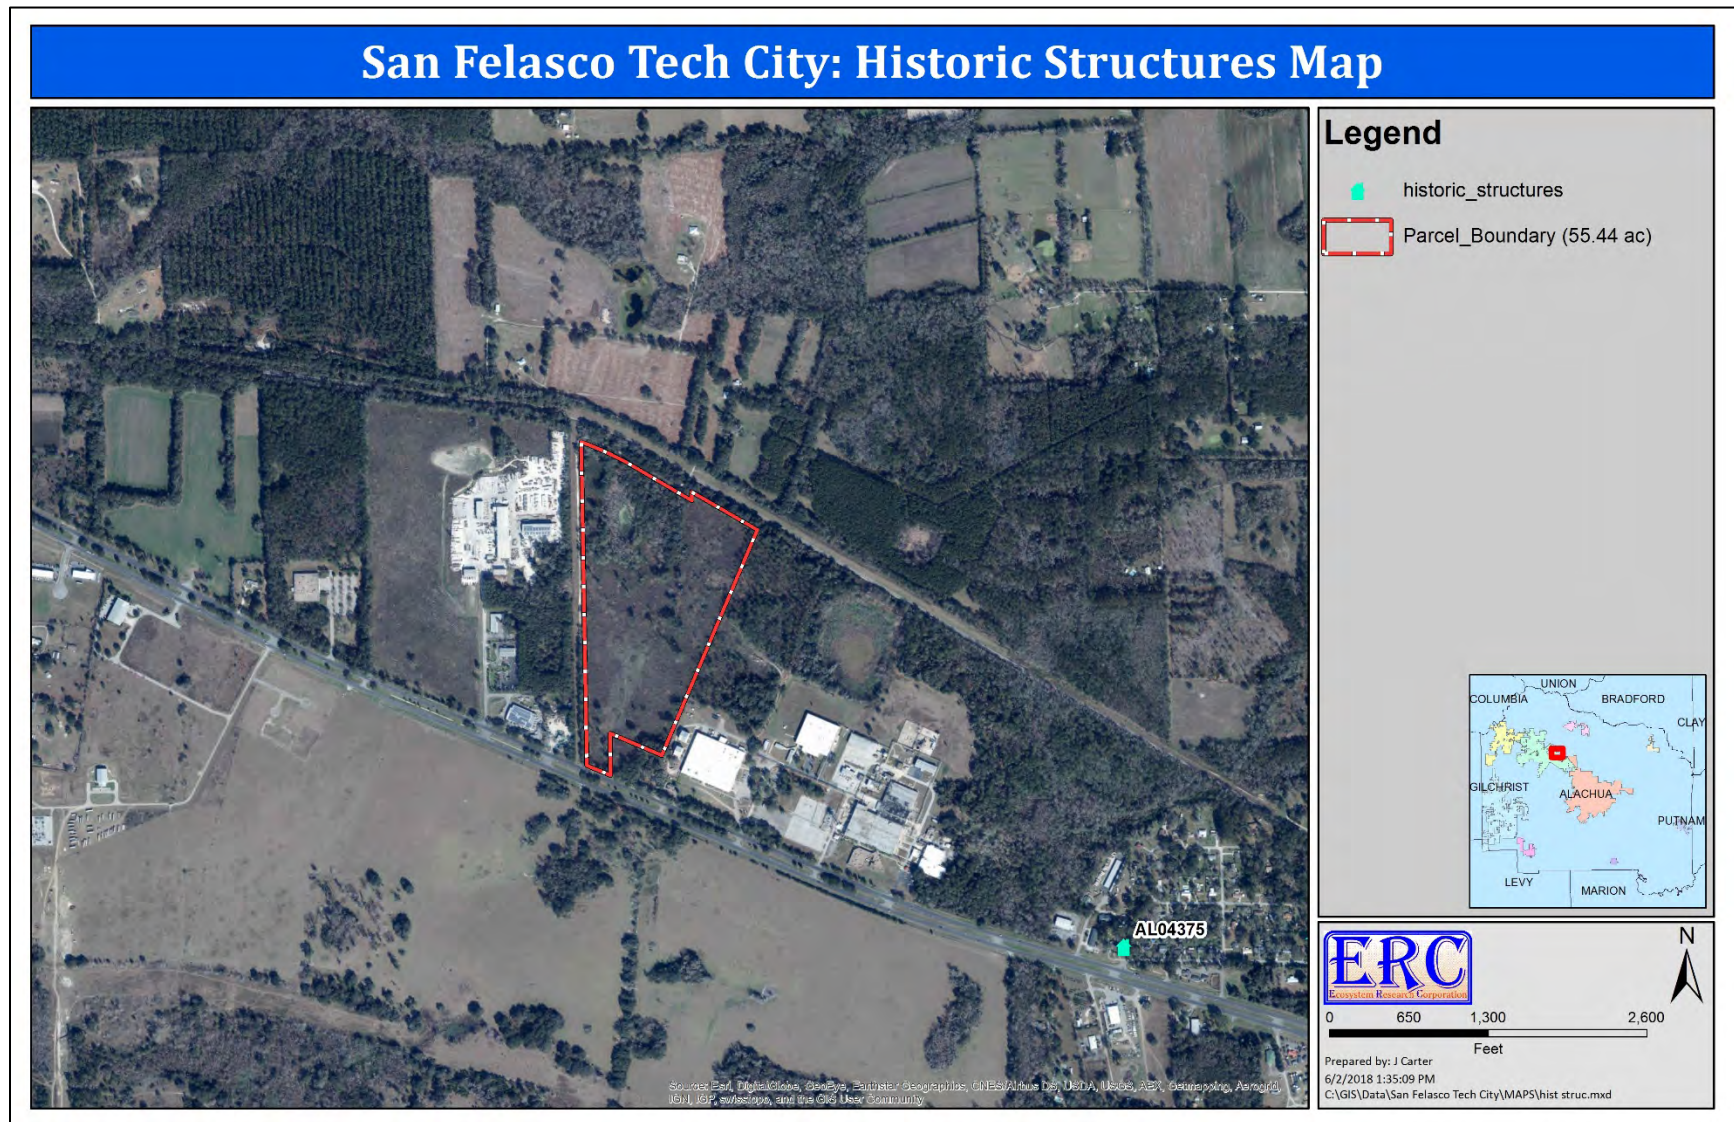 San Felasco Tech City: Historic Structures Map
Legend
historic_structures
Parcel_Boundary (55.44 ac)
UNION
COLUMBIA
BRADFORD
CLAY
GILCHRIST
ALACHUA
PUTNAM
LEVY
MARION
AL04375
ERC
Ecosystem Research Corporation
N
0 650 1,300 2,600
Feet
Prepared by: J Carter
6/2/2018 1:35:09 PM
C:\GIS\Data\San Felasco Tech City\MAPS\hist struc.mxd
Source: Esri, DigitalGlobe, GeoEye, Earthstar Geographics, CNES/Airbus DS, USDA, USGS, AEX, Getmapping, Aerogrid,
IGN, IGP, swisstopo, and the GIS User Community